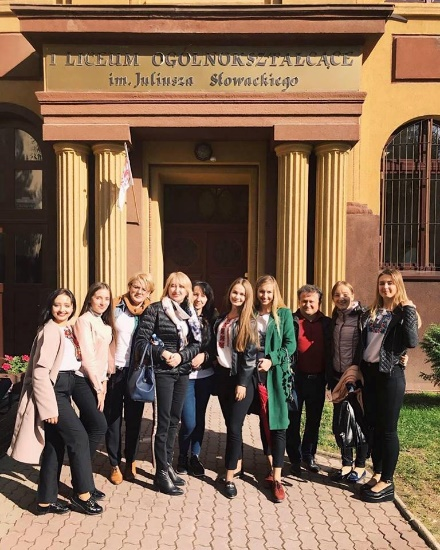 I LICEUM OGÓLNOKSZTAŁCĄCE
im. Juliusza Słowackiego